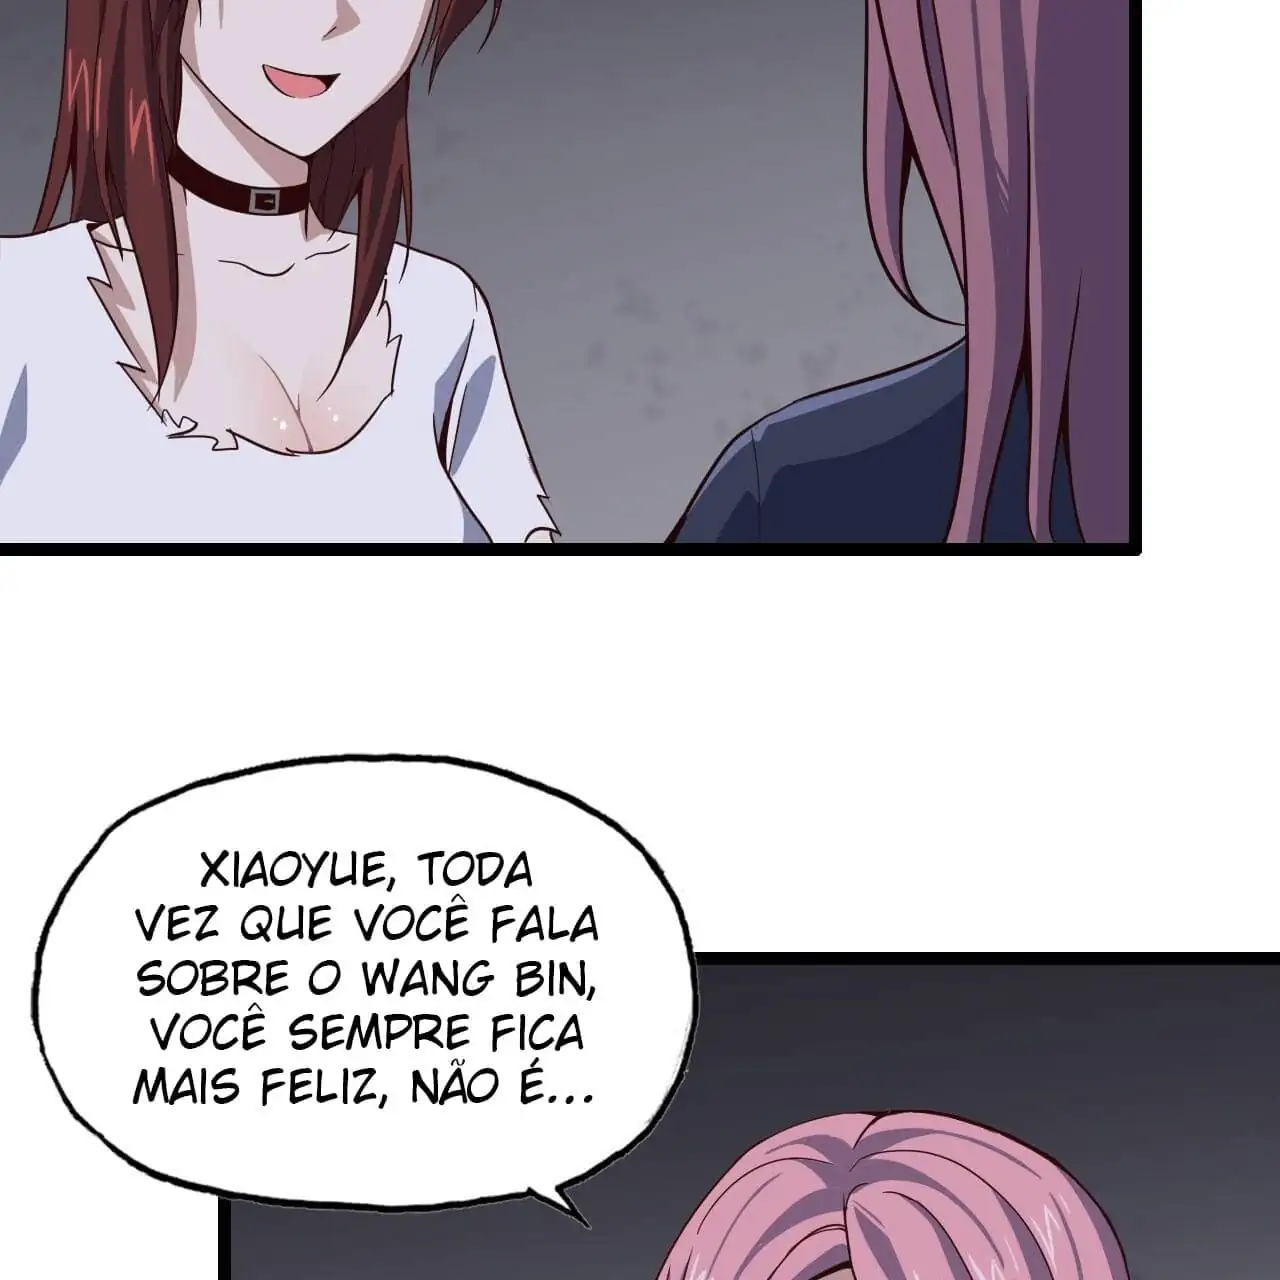 XIAOYUE, TODA
VEZ QUE VOCÊ FALA
SOBRE O WANG BIN,
VOCÊ SEMPRE FICA
MAIS FELIZ, NÃO É...